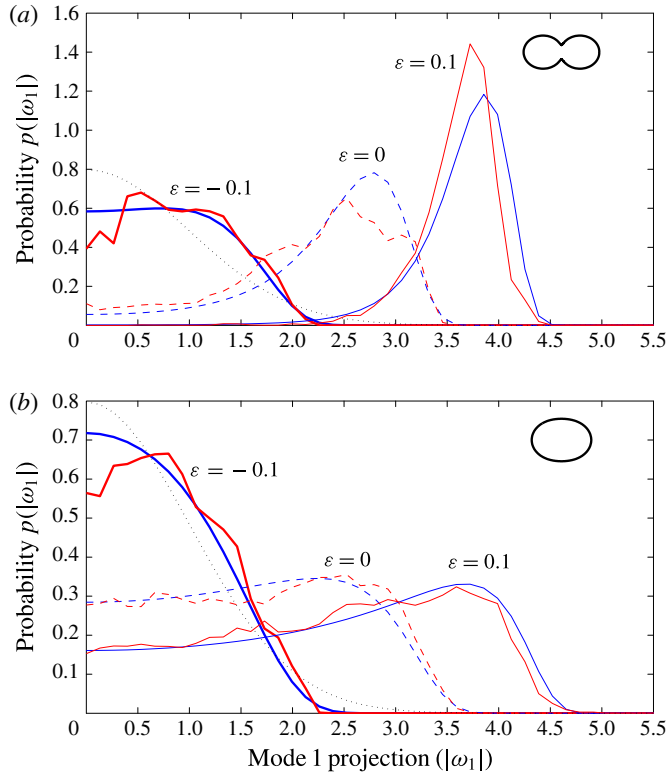 (a)
1.6
1.4
1.2
1.0
0.8
0.6
0.4
0.2
0
Probability p(|ω₁|)
ε = 0.1
ε = 0
ε = −0.1
0.5 1.0 1.5 2.0 2.5 3.0 3.5 4.0 4.5 5.0 5.5
(b)
0.8
0.7
0.6
0.5
0.4
0.3
0.2
0.1
Probability p(|ω₁|)
ε = −0.1
ε = 0
ε = 0.1
0 0.5 1.0 1.5 2.0 2.5 3.0 3.5 4.0 4.5 5.0 5.5
Mode 1 projection (|ω₁|)